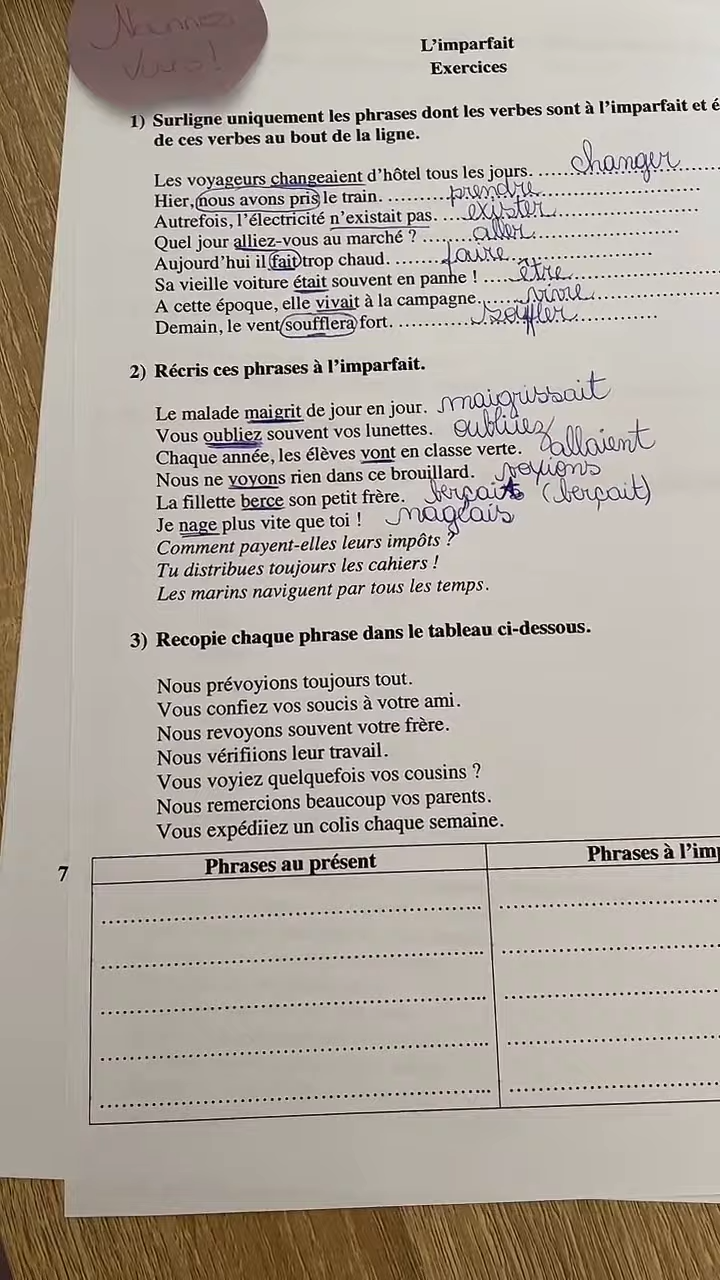 Vous!
L'imparfait
Exercices
1) Surligne uniquement les phrases dont les verbes sont à l'imparfait et é
de ces verbes au bout de la ligne.
Les voyageurs changeaient d'hôtel tous les jours. changer
Hier, nous avons pris le train. prendre
Autrefois, l'électricité n'existait pas. exister
Quel jour alliez-vous au marché ? aller
Aujourd'hui il fait trop chaud. faire
Sa vieille voiture était souvent en panne ! être
A cette époque, elle vivait à la campagne. vivre
Demain, le vent soufflera fort. souffler
2) Récris ces phrases à l'imparfait.
Le malade maigrit de jour en jour. maigrissait
Vous oubliez souvent vos lunettes. oubliiez
Chaque année, les élèves vont en classe verte. allaient
Nous ne voyons rien dans ce brouillard. voyions
La fillette berce son petit frère. berçait (berçait)
Je nage plus vite que toi ! nageais
Comment payent-elles leurs impôts ?
Tu distribues toujours les cahiers !
Les marins naviguent par tous les temps.
3) Recopie chaque phrase dans le tableau ci-dessous.
Nous prévoyions toujours tout.
Vous confiez vos soucis à votre ami.
Nous revoyons souvent votre frère.
Nous vérifiions leur travail.
Vous voyiez quelquefois vos cousins ?
Nous remercions beaucoup vos parents.
Vous expédiiez un colis chaque semaine.
7
Phrases au présent Phrases à l'imp